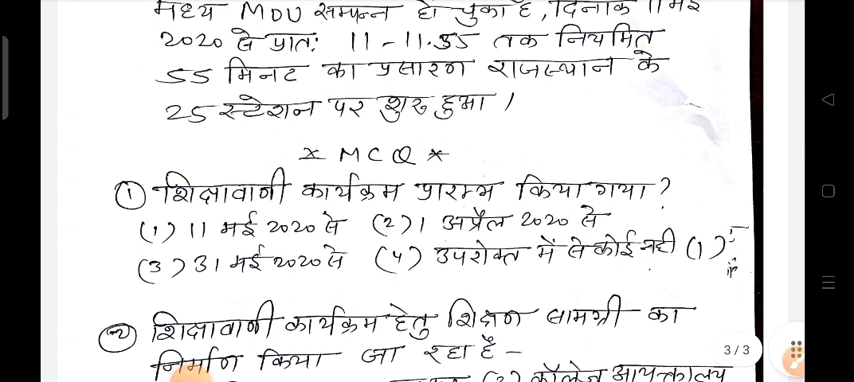 मध्य MOU सम्पन्न हो चुका है, दिनांक 11 मई
2020 से प्रात: 11 - 11.55 तक नियमित
55 मिनट का प्रसारण राजस्थान के
25 स्टेशन पर शुरू हुआ।
* MCQ *
① शिक्षावाणी कार्यक्रम प्रारम्भ किया गया?
(1) 11 मई 2020 से (2) 1 अप्रैल 2020 से
(3) 31 मई 2020 से (4) उपरोक्त में से कोई नहीं (1)
② शिक्षावाणी कार्यक्रम हेतु शिक्षण सामग्री का
निर्माण किया जा रहा है -
3/3
(2) कॉलेज आयुक्तालय